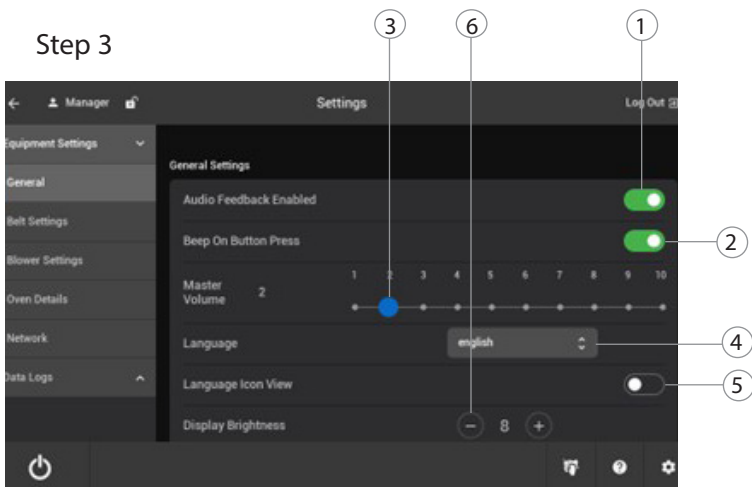 3 6 1
Step 3
Manager Settings Log Out
Equipment Settings
General Settings
General
Audio Feedback Enabled
Belt Settings
Beep On Button Press
2
Blower Settings
1 2 3 4 5 6 7 8 9 10
Master Volume 2
Oven Details
Network
Language english
4
Data Logs
Language Icon View
5
Display Brightness 8